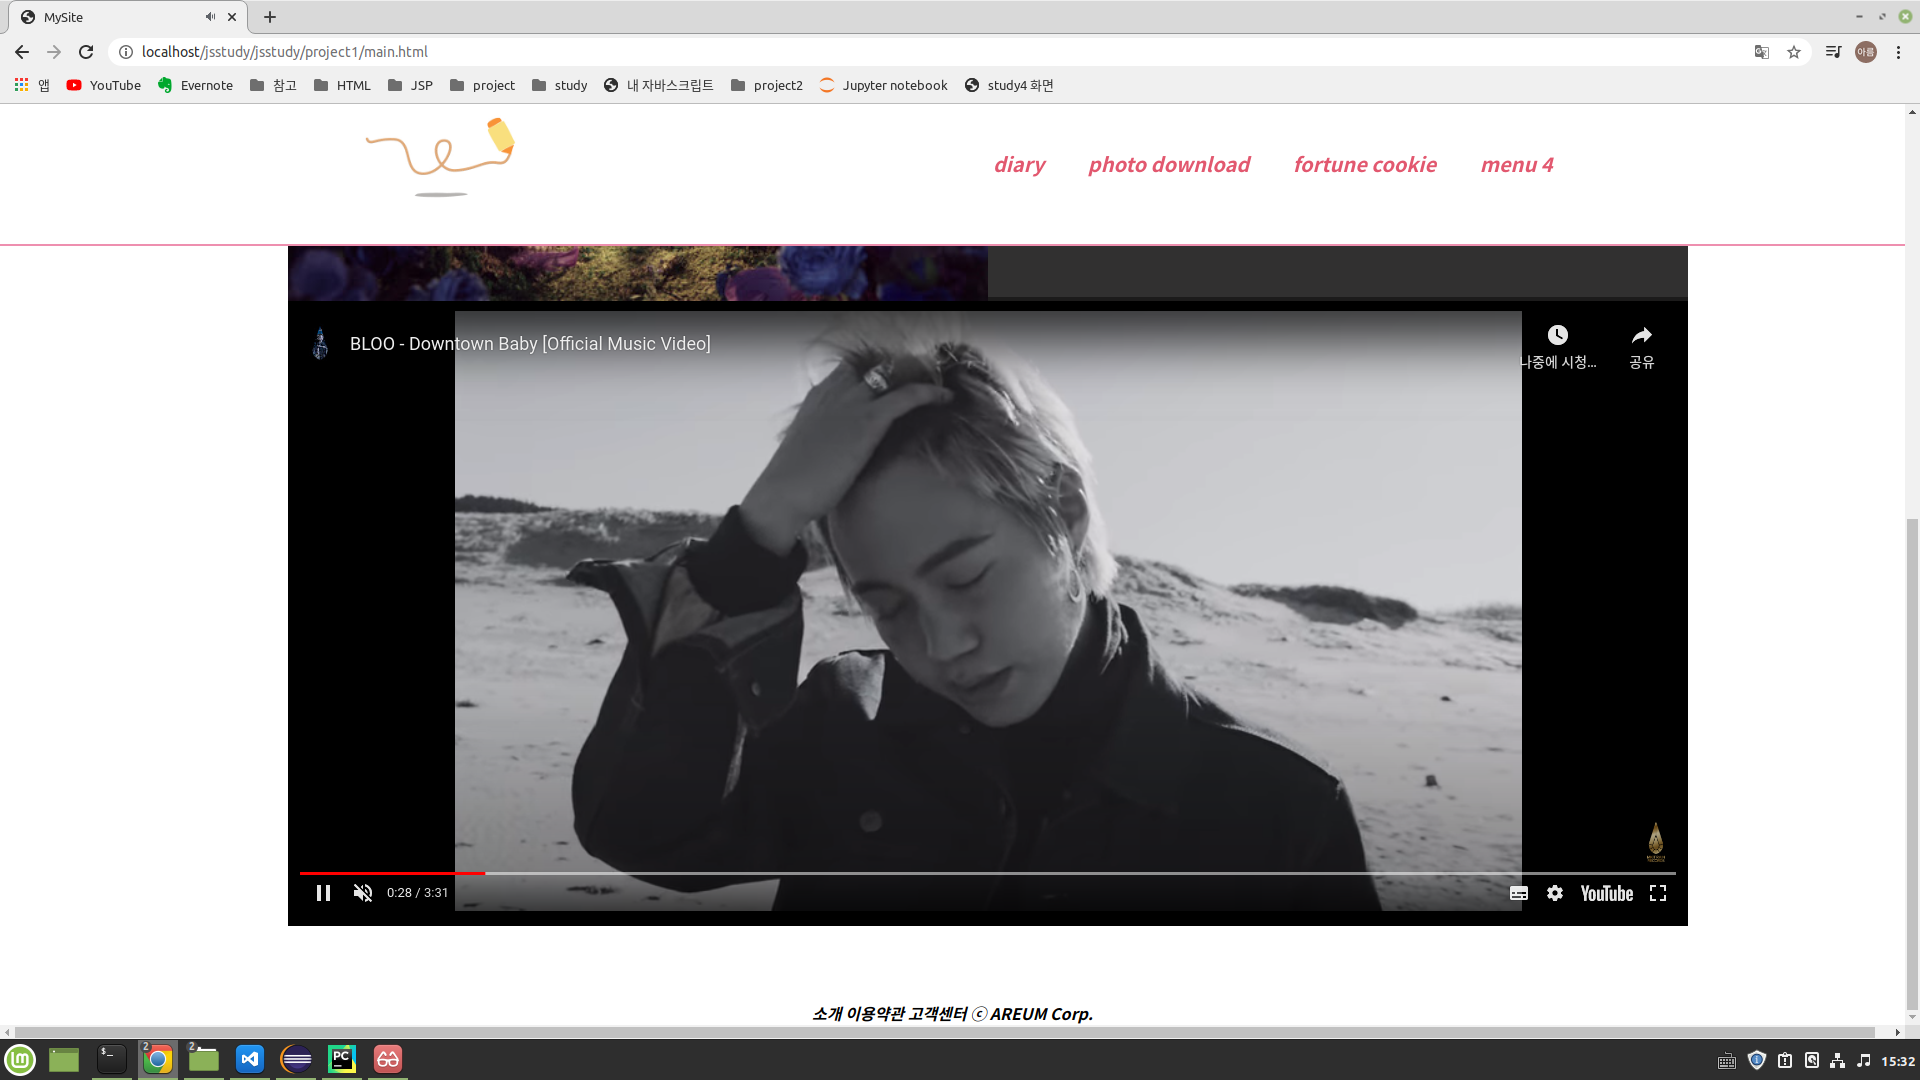 MySite
localhost/jsstudy/jsstudy/project1/main.html
아름
앱 YouTube Evernote 참고 HTML JSP project study 내 자바스크립트 project2 Jupyter notebook study4 화면
diary photo download fortune cookie menu 4
BLOO - Downtown Baby [Official Music Video]
나중에 시청... 공유
0:28 / 3:31 YouTube
소개 이용약관 고객센터 ⓒ AREUM Corp.
2 2 PC 15:32